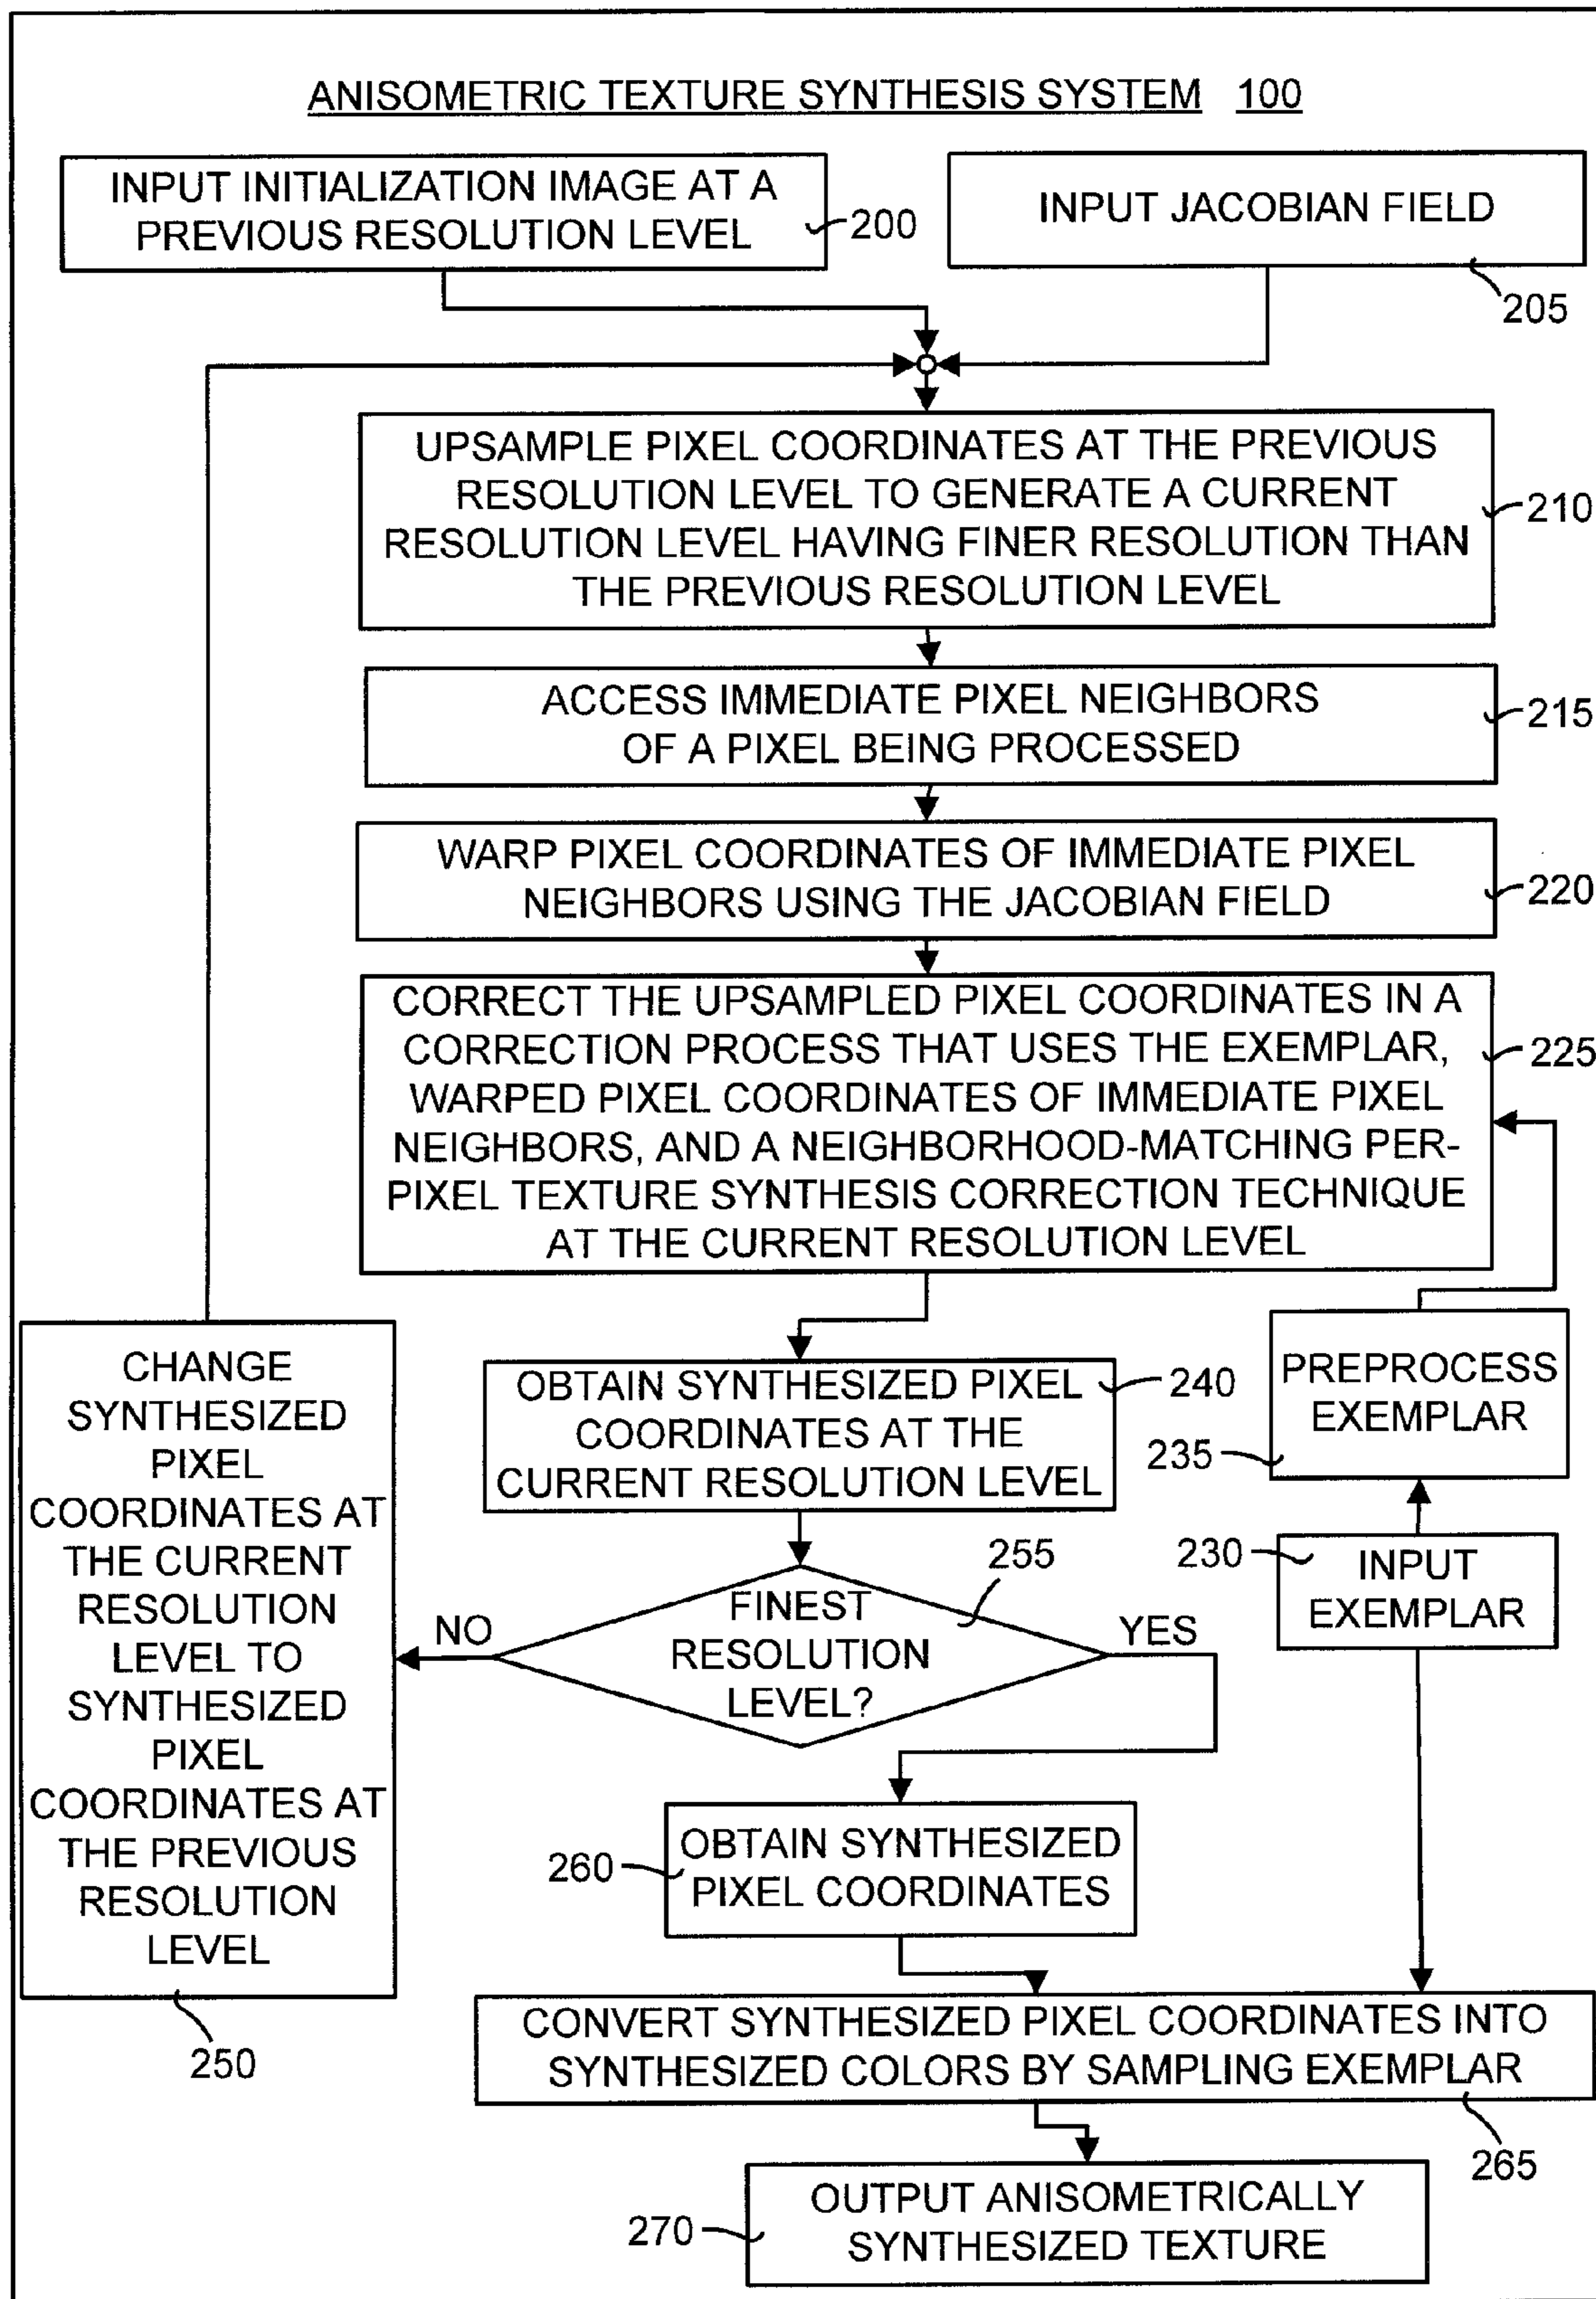 ANISOMETRIC TEXTURE SYNTHESIS SYSTEM 100
INPUT INITIALIZATION IMAGE AT A
PREVIOUS RESOLUTION LEVEL
200
INPUT JACOBIAN FIELD
205
UPSAMPLE PIXEL COORDINATES AT THE PREVIOUS
RESOLUTION LEVEL TO GENERATE A CURRENT
RESOLUTION LEVEL HAVING FINER RESOLUTION THAN
THE PREVIOUS RESOLUTION LEVEL
210
ACCESS IMMEDIATE PIXEL NEIGHBORS
OF A PIXEL BEING PROCESSED
215
WARP PIXEL COORDINATES OF IMMEDIATE PIXEL
NEIGHBORS USING THE JACOBIAN FIELD
220
CORRECT THE UPSAMPLED PIXEL COORDINATES IN A
CORRECTION PROCESS THAT USES THE EXEMPLAR,
WARPED PIXEL COORDINATES OF IMMEDIATE PIXEL
NEIGHBORS, AND A NEIGHBORHOOD-MATCHING PER-
PIXEL TEXTURE SYNTHESIS CORRECTION TECHNIQUE
AT THE CURRENT RESOLUTION LEVEL
225
CHANGE
SYNTHESIZED
PIXEL
COORDINATES AT
THE CURRENT
RESOLUTION
LEVEL TO
SYNTHESIZED
PIXEL
COORDINATES AT
THE PREVIOUS
RESOLUTION
LEVEL
250
OBTAIN SYNTHESIZED PIXEL
COORDINATES AT THE
CURRENT RESOLUTION LEVEL
240
PREPROCESS
EXEMPLAR
235
230
INPUT
EXEMPLAR
255
FINEST
RESOLUTION
LEVEL?
NO
YES
260
OBTAIN SYNTHESIZED
PIXEL COORDINATES
CONVERT SYNTHESIZED PIXEL COORDINATES INTO
SYNTHESIZED COLORS BY SAMPLING EXEMPLAR
265
270
OUTPUT ANISOMETRICALLY
SYNTHESIZED TEXTURE